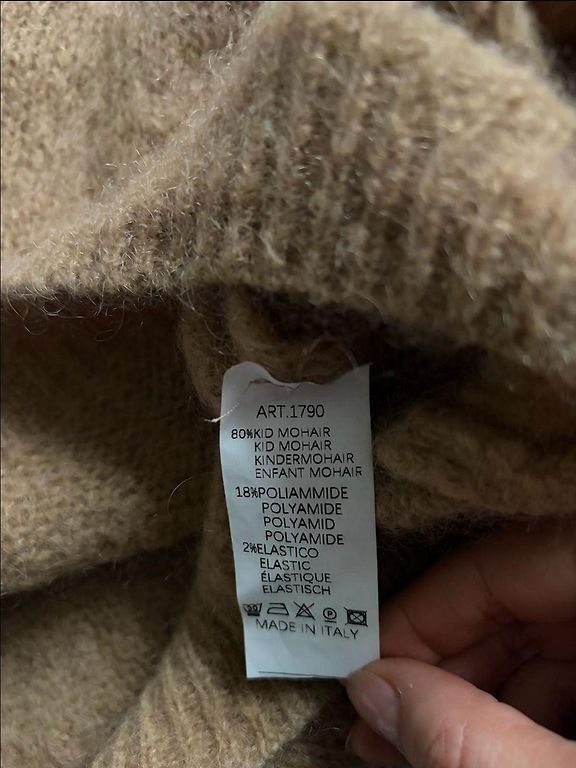 ART.1790
80%KID MOHAIR
KID MOHAIR
KINDERMOHAIR
ENFANT MOHAIR
18%POLIAMMIDE
POLYAMIDE
POLYAMID
POLYAMIDE
2%ELASTICO
ELASTIC
ÉLASTIQUE
ELASTISCH
30 P
MADE IN ITALY